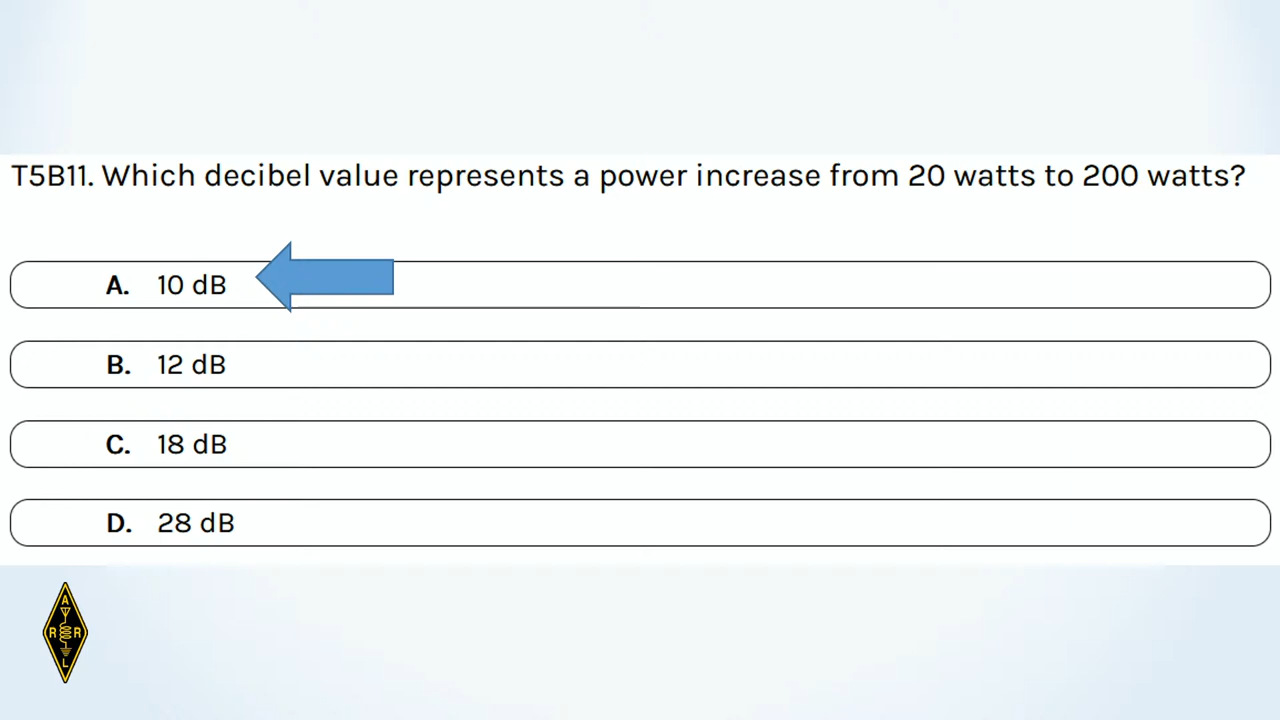 T5B11. Which decibel value represents a power increase from 20 watts to 200 watts?
A. 10 dB
B. 12 dB
C. 18 dB
D. 28 dB
A
R R
L